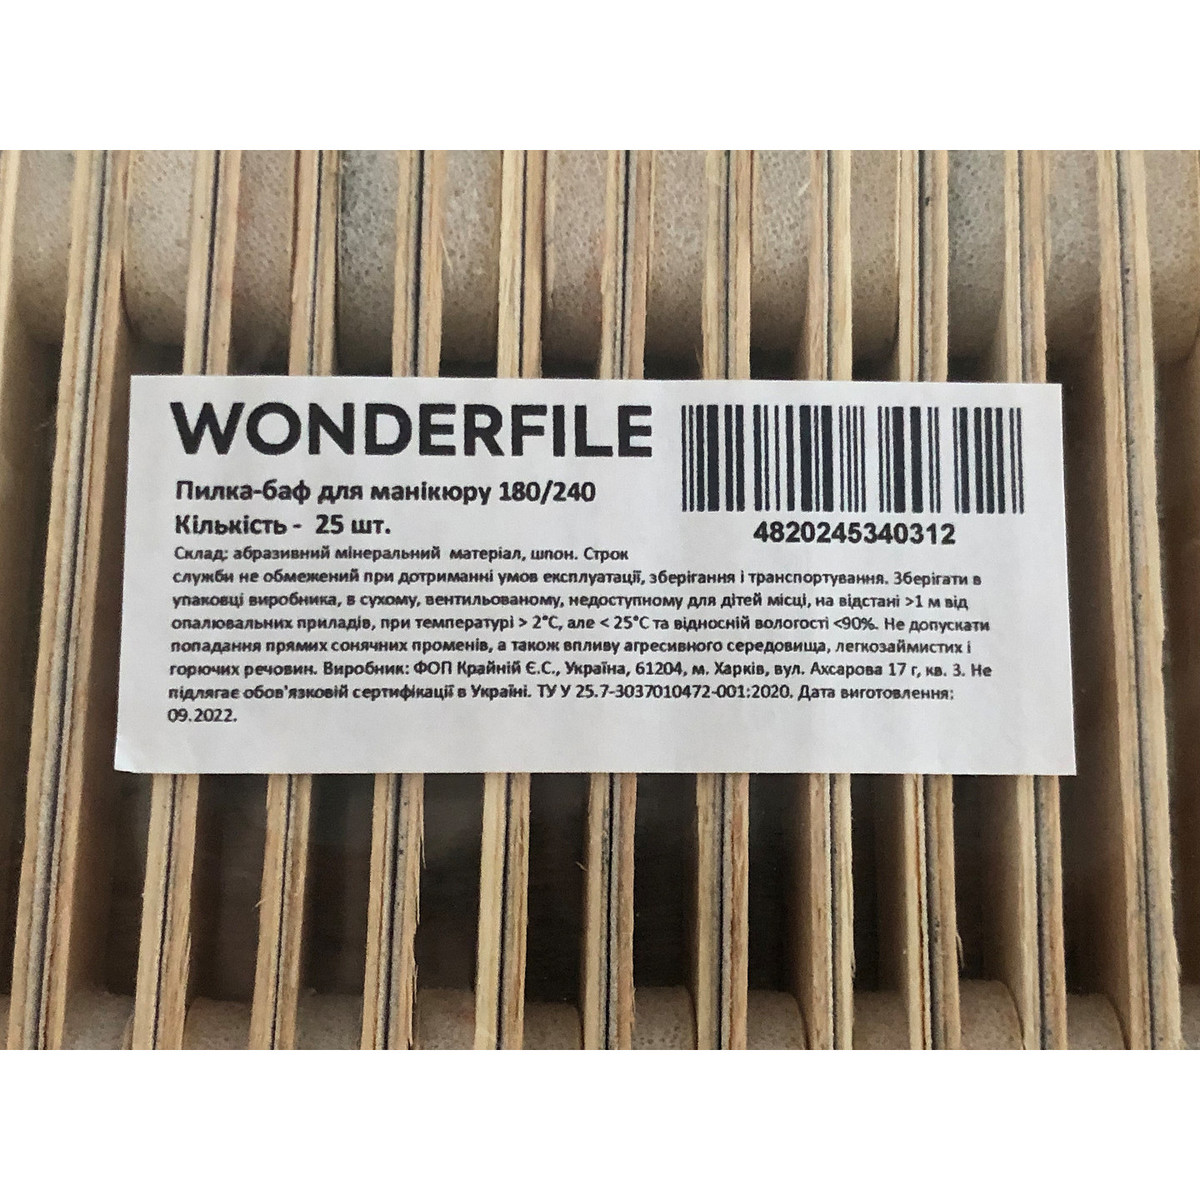 WONDERFILE
Пилка-баф для манікюру 180/240
Кількість - 25 шт.
4820245340312
Склад: абразивний мінеральний матеріал, шпон. Строк
служби не обмежений при дотриманні умов експлуатації, зберігання і транспортування. Зберігати в
упаковці виробника, в сухому, вентильованому, недоступному для дітей місці, на відстані >1 м від
опалювальних приладів, при температурі > 2°C, але < 25°C та відносній вологості <90%. Не допускати
попадання прямих сонячних променів, а також впливу агресивного середовища, легкозаймистих і
горючих речовин. Виробник: ФОП Крайній Є.С., Україна, 61204, м. Харків, вул. Ахсарова 17 г, кв. 3. Не
підлягає обов'язковій сертифікації в Україні. ТУ У 25.7-3037010472-001:2020. Дата виготовлення:
09.2022.